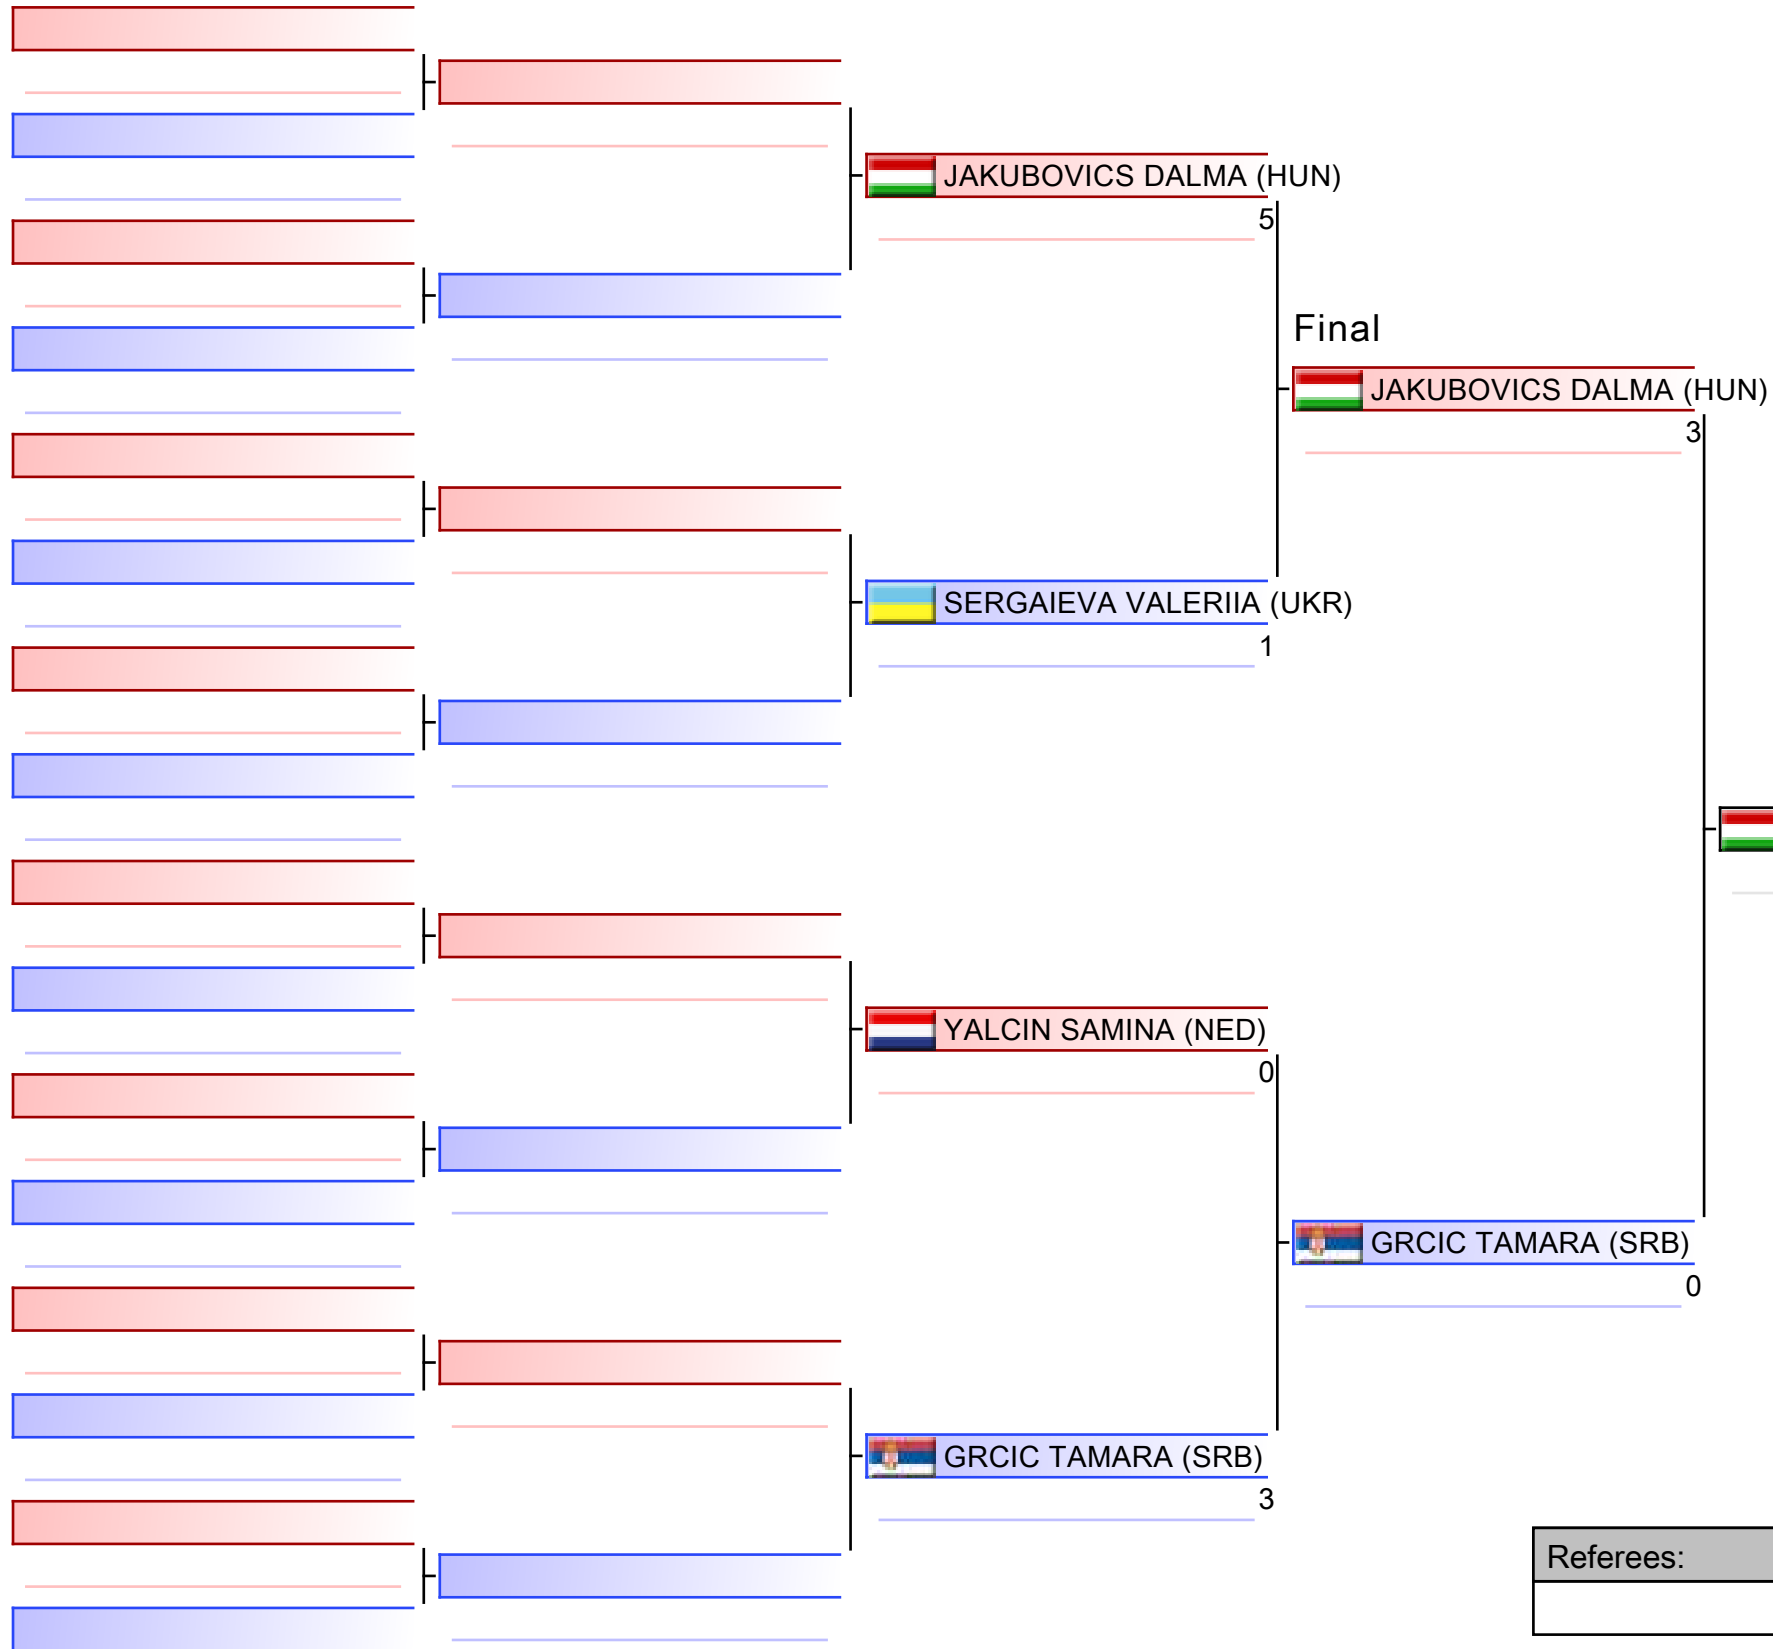 JAKUBOVICS DALMA (HUN)
5
Final
JAKUBOVICS DALMA (HUN)
3
SERGAIEVA VALERIIA (UKR)
1
YALCIN SAMINA (NED)
0
GRCIC TAMARA (SRB)
0
GRCIC TAMARA (SRB)
3
Referees: